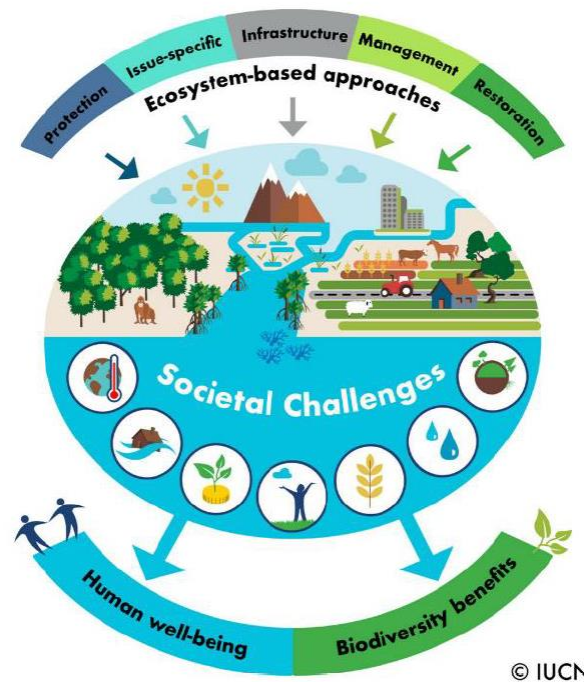 Protection
Issue-specific
Infrastructure
Management
Restoration
Ecosystem-based approaches
Societal Challenges
Human well-being
Biodiversity benefits
© IUCN